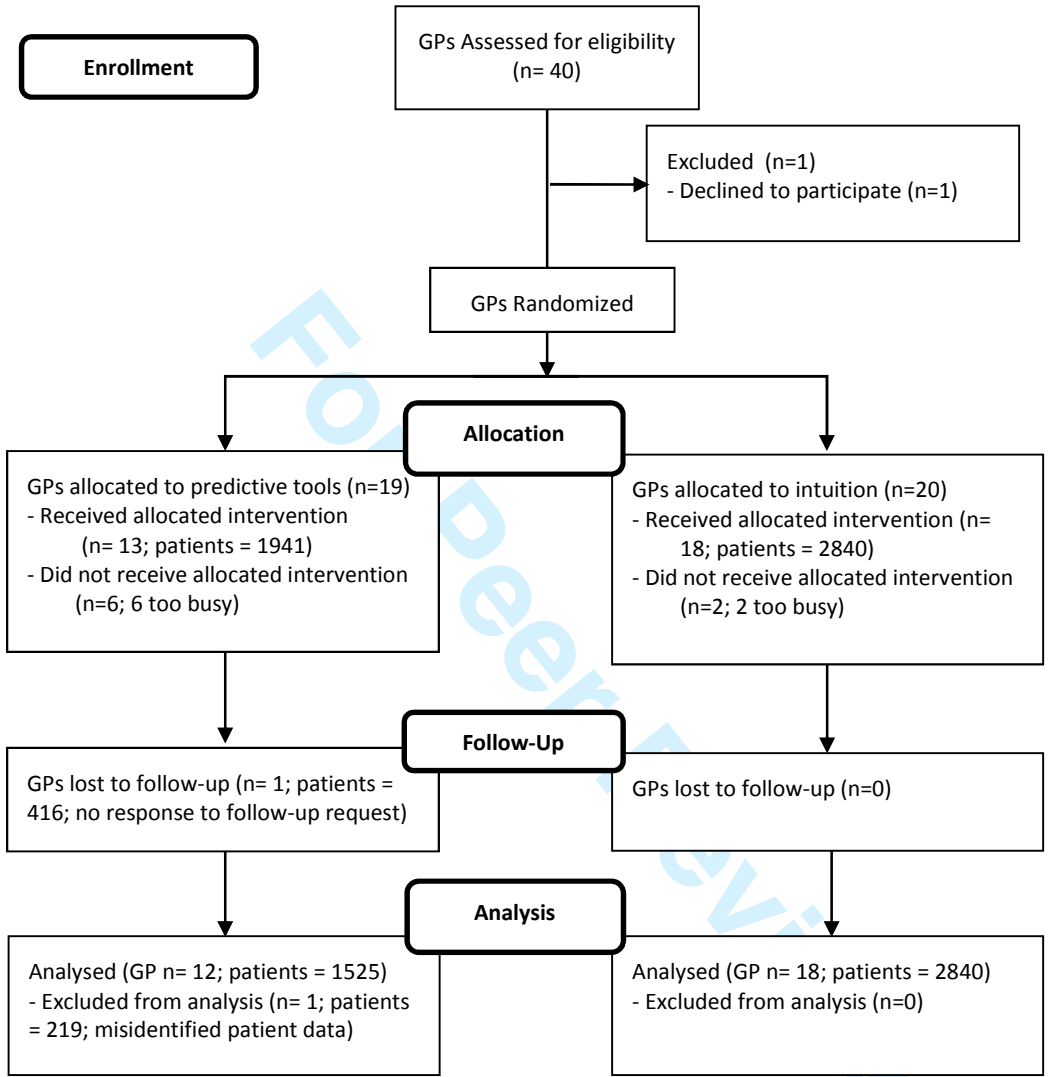 Enrollment
GPs Assessed for eligibility
(n= 40)
Excluded (n=1)
- Declined to participate (n=1)
GPs Randomized
Allocation
GPs allocated to predictive tools (n=19)
- Received allocated intervention
(n= 13; patients = 1941)
- Did not receive allocated intervention
(n=6; 6 too busy)
GPs allocated to intuition (n=20)
- Received allocated intervention (n=
18; patients = 2840)
- Did not receive allocated intervention
(n=2; 2 too busy)
Follow-Up
GPs lost to follow-up (n= 1; patients =
416; no response to follow-up request)
GPs lost to follow-up (n=0)
Analysis
Analysed (GP n= 12; patients = 1525)
- Excluded from analysis (n= 1; patients
= 219; misidentified patient data)
Analysed (GP n= 18; patients = 2840)
- Excluded from analysis (n=0)
For Peer Revi